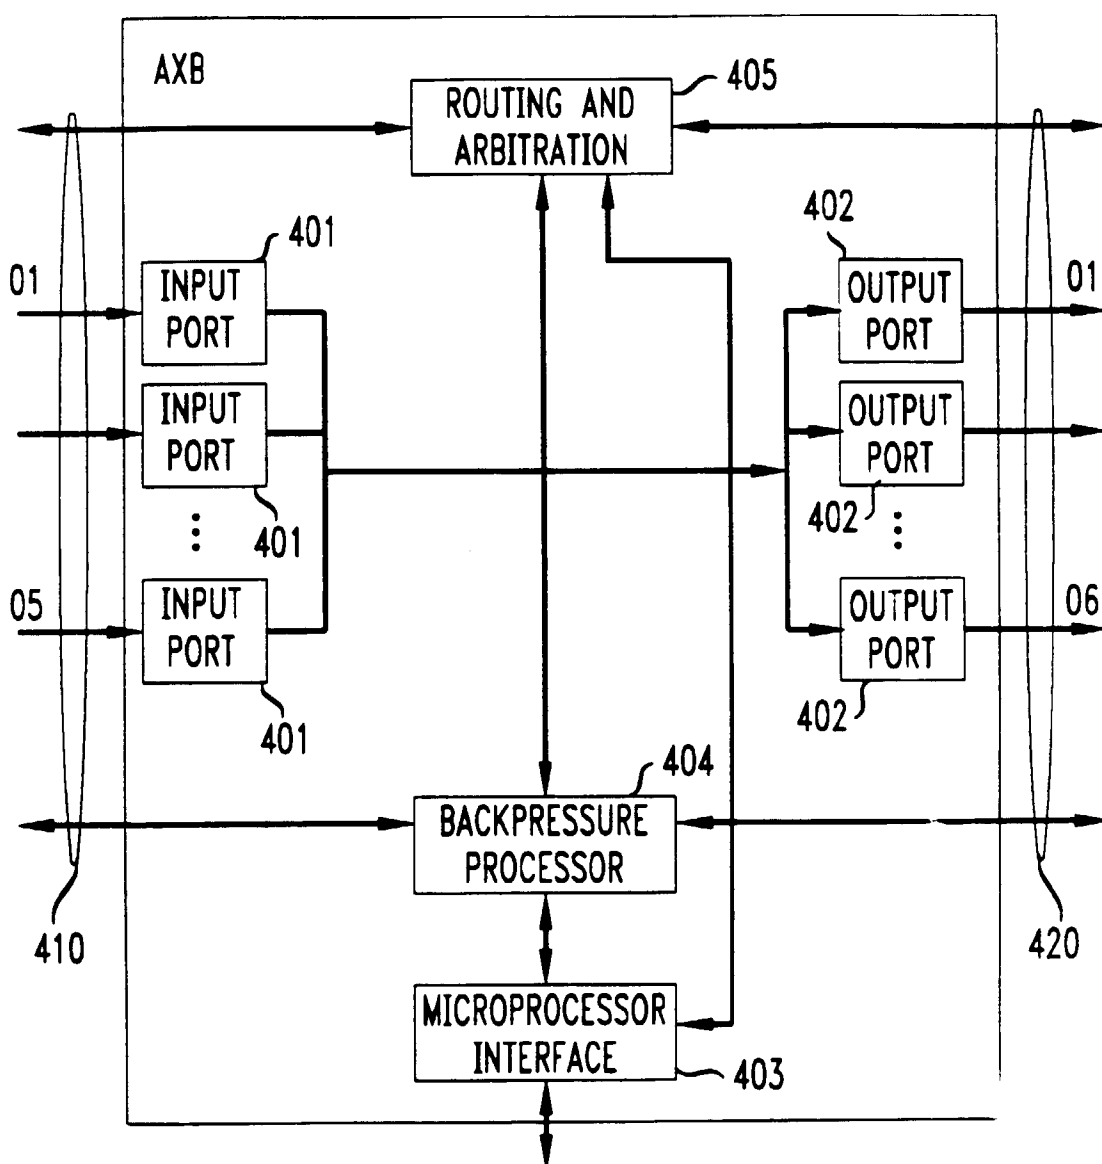 AXB
405
ROUTING AND
ARBITRATION
401
402
01
INPUT
PORT
OUTPUT
PORT
01
INPUT
PORT
OUTPUT
PORT
401
402
05
INPUT
PORT
OUTPUT
PORT
06
401
402
404
BACKPRESSURE
PROCESSOR
410
420
MICROPROCESSOR
INTERFACE
403